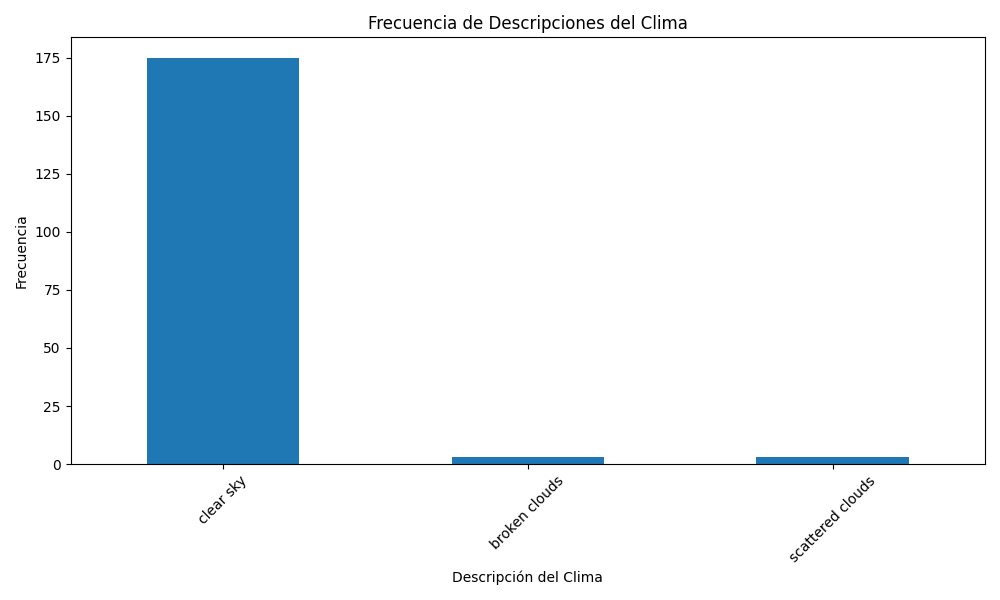 Frecuencia de Descripciones del Clima
175
150
125
100
75
50
25
0
Frecuencia
clear sky
broken clouds
scattered clouds
Descripción del Clima